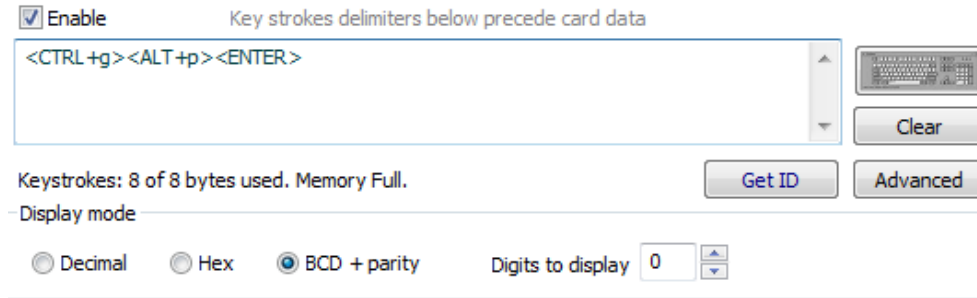 Enable Key strokes delimiters below precede card data
<CTRL+g><ALT+p><ENTER>
Clear
Keystrokes: 8 of 8 bytes used. Memory Full. Get ID Advanced
Display mode
Decimal Hex BCD + parity Digits to display 0